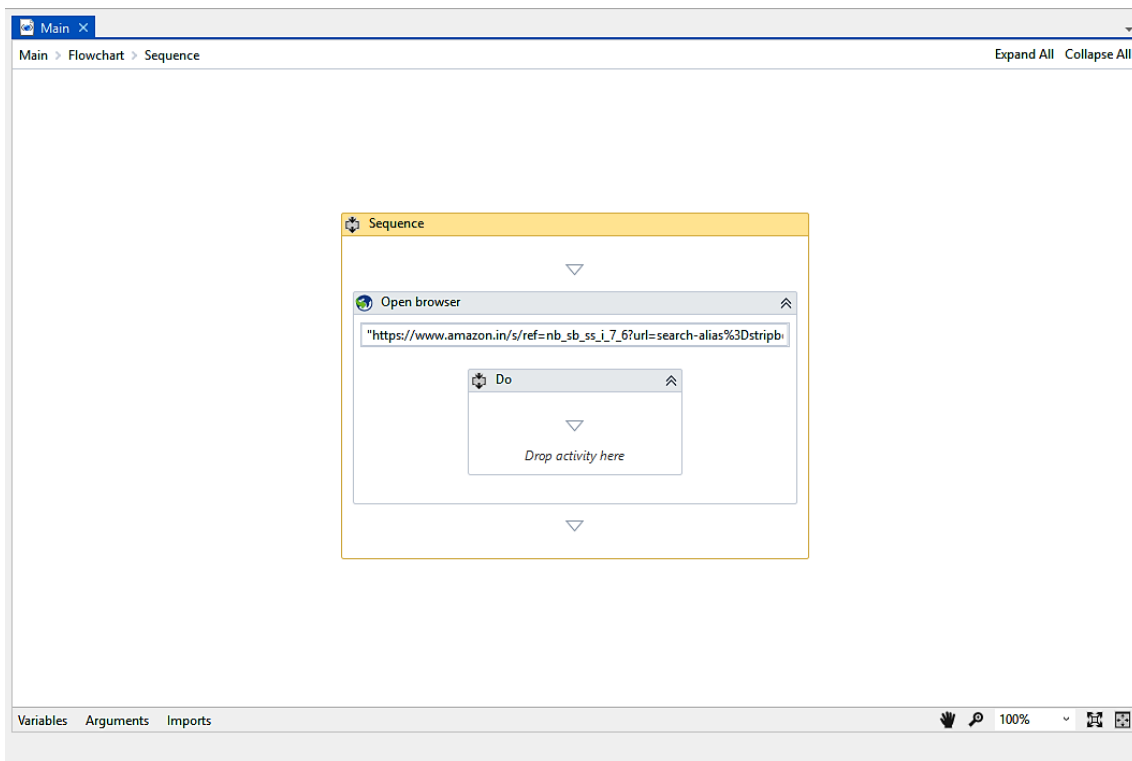 Main
Main > Flowchart > Sequence
Expand All Collapse All
Sequence
Open browser
"https://www.amazon.in/s/ref=nb_sb_ss_i_7_6?url=search-alias%3Dstripb
Do
Drop activity here
Variables Arguments Imports
100%